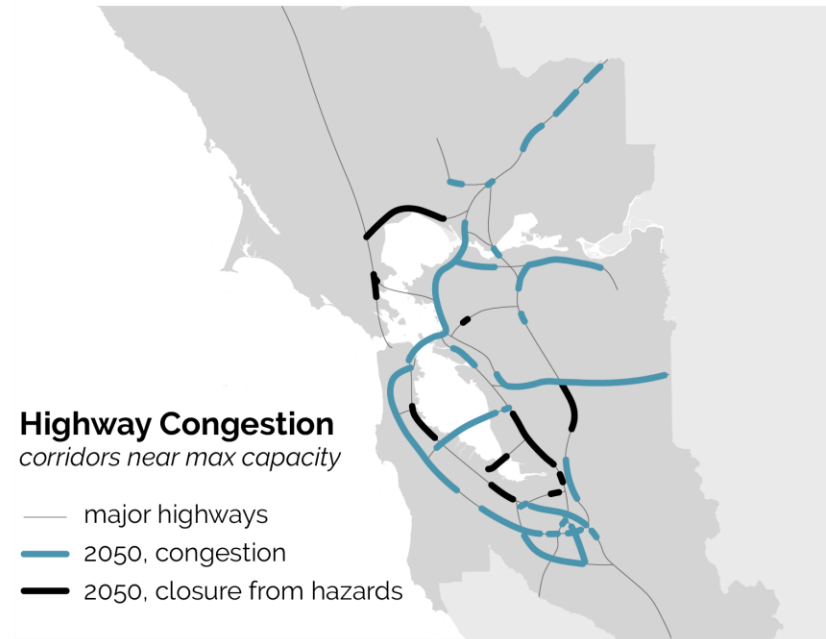 Highway Congestion
corridors near max capacity
major highways
2050, congestion
2050, closure from hazards